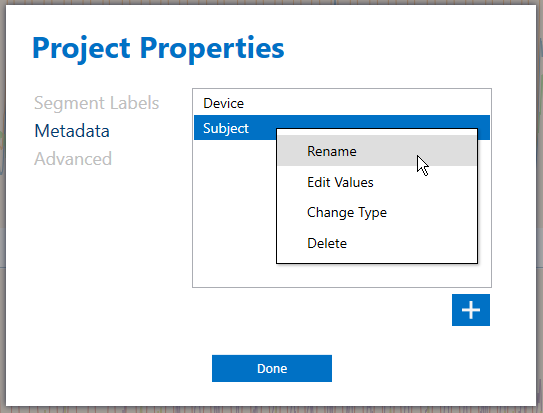 Project Properties
Segment Labels
Metadata
Advanced
Device
Subject
Rename
Edit Values
Change Type
Delete
Done